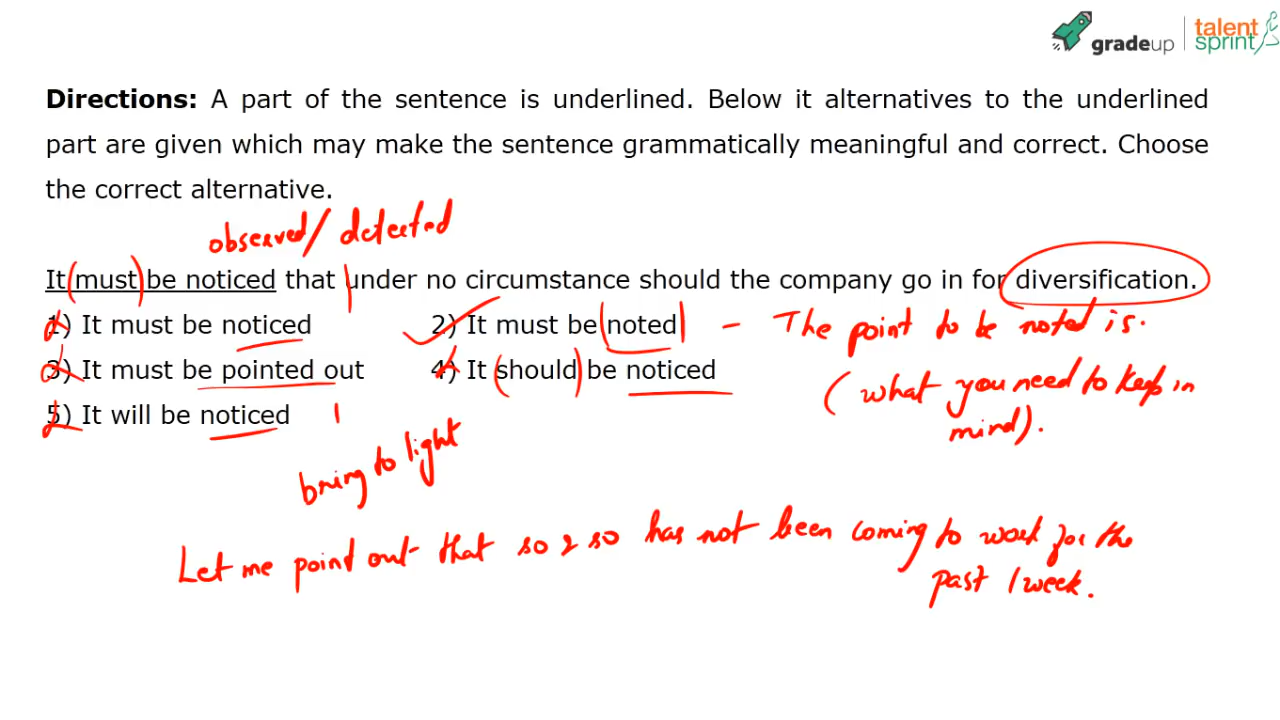 gradeup
talent
sprint
Directions: A part of the sentence is underlined. Below it alternatives to the underlined
part are given which may make the sentence grammatically meaningful and correct. Choose
the correct alternative.
observed/ detected
It must be noticed that under no circumstance should the company go in for diversification.
1) It must be noticed 2) It must be noted - The point to be noted is.
3) It must be pointed out 4) It should be noticed (what you need to keep in
5) It will be noticed mind).
bring to light
Let me point out that so & so has not been coming to work for the
past 1 week.